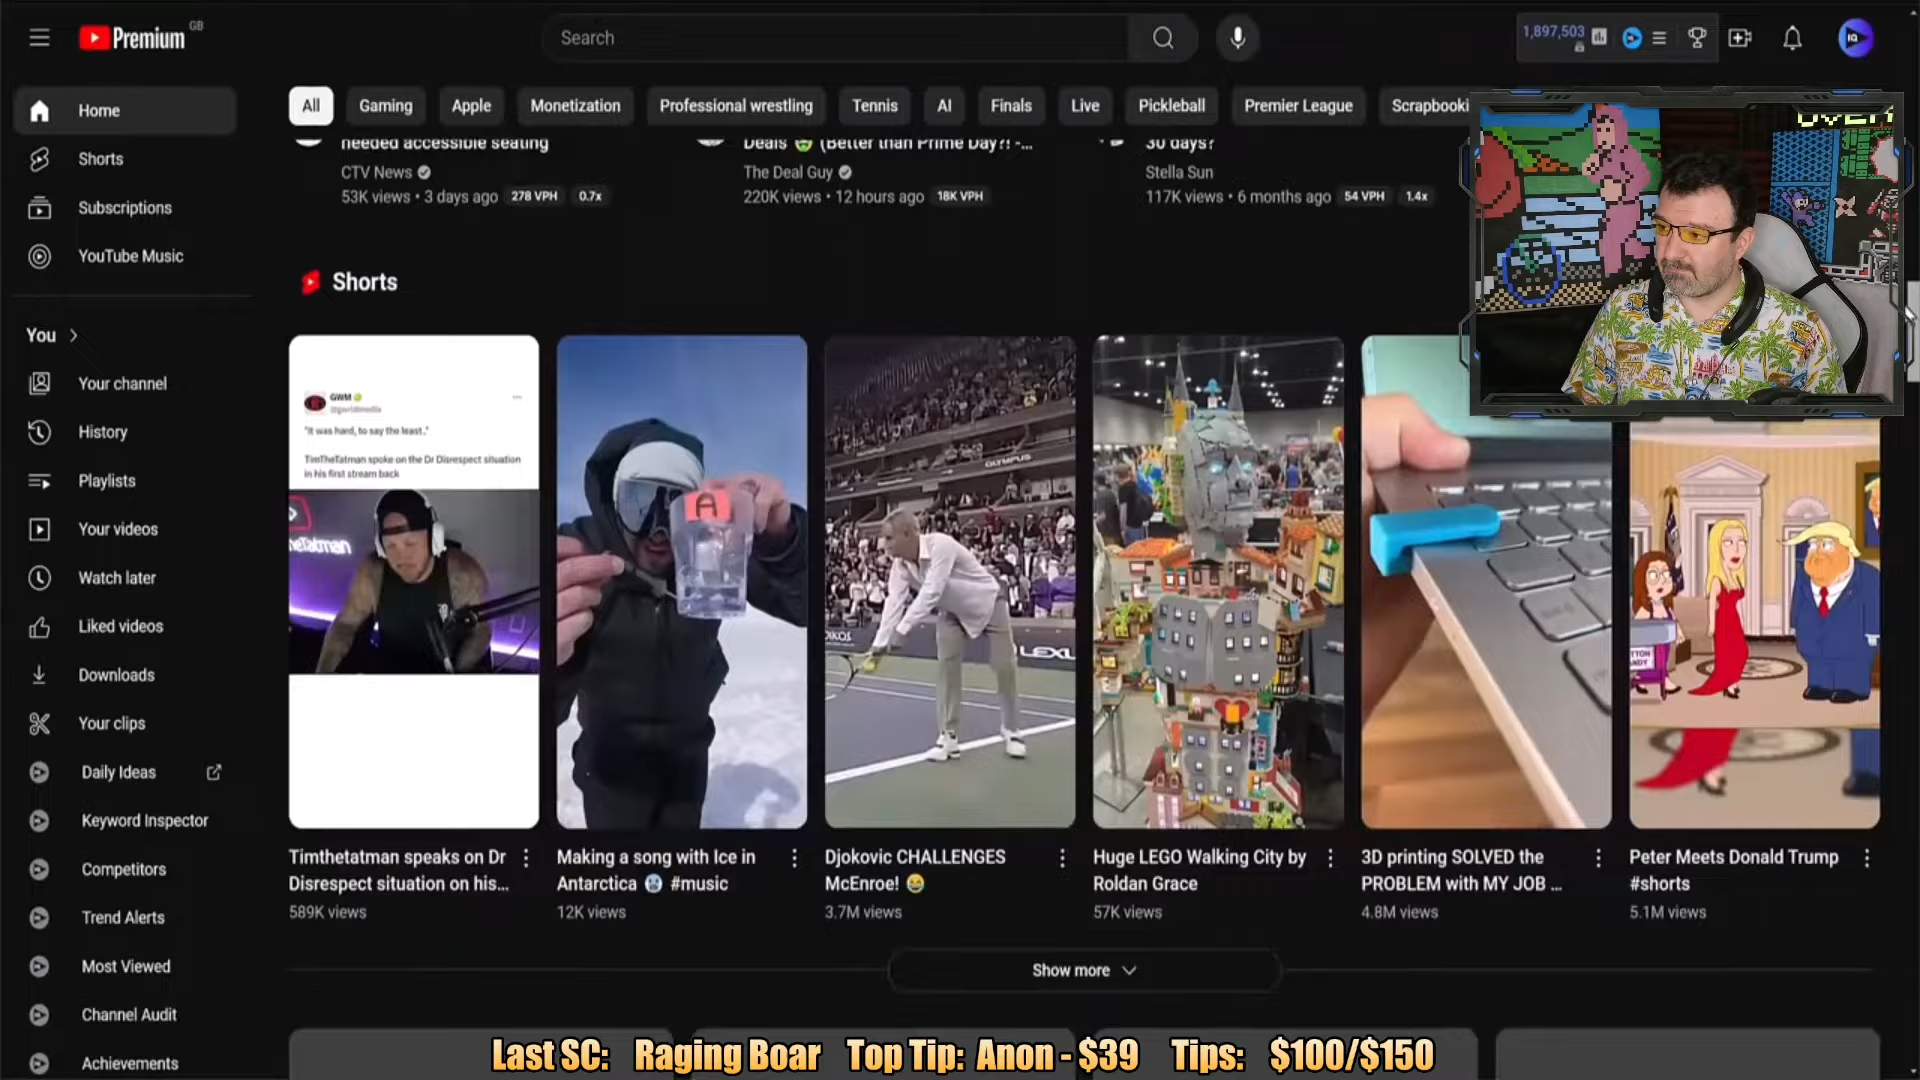 Premium GB
Search
1,897,503
Home
Shorts
Subscriptions
YouTube Music
You
Your channel
History
Playlists
Your videos
Watch later
Liked videos
Downloads
Your clips
Daily Ideas
Keyword Inspector
Competitors
Trend Alerts
Most Viewed
Channel Audit
Achievements
All
Gaming
Apple
Monetization
Professional wrestling
Tennis
AI
Finals
Live
Pickleball
Premier League
Scrapbooki
needed accessible seating
CTV News
53K views • 3 days ago 278 VPH 0.7x
Deals 🤑 (Better than Prime Day?! -...
The Deal Guy
220K views • 12 hours ago 18K VPH
30 days?
Stella Sun
117K views • 6 months ago 54 VPH 1.4x
Shorts
GWM
"It was hard, to say the least."
TimTheTatman spoke on the Dr Disrespect situation
in his first stream back
heTatman
OLYMPUS
LEXU
Timthetatman speaks on Dr
Disrespect situation on his...
589K views
Making a song with Ice in
Antarctica 🥶 #music
12K views
Djokovic CHALLENGES
McEnroe! 😂
3.7M views
Huge LEGO Walking City by
Roldan Grace
57K views
3D printing SOLVED the
PROBLEM with MY JOB ...
4.8M views
Peter Meets Donald Trump
#shorts
5.1M views
Show more
Last SC: Raging Boar Top Tip: Anon - $39 Tips: $100/$150